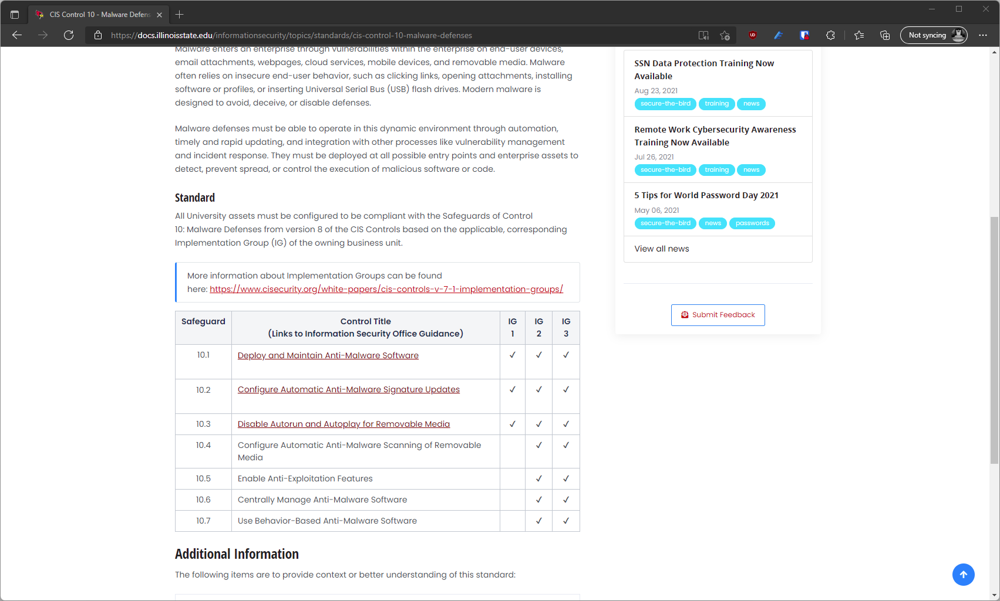 CIS Control 10 - Malware Defens
https://docs.illinoisstate.edu/informationsecurity/topics/standards/cis-control-10-malware-defenses
Not syncing
Malware enters an enterprise through vulnerabilities within the enterprise on end-user devices,
email attachments, webpages, cloud services, mobile devices, and removable media. Malware
often relies on insecure end-user behavior, such as clicking links, opening attachments, installing
software or profiles, or inserting Universal Serial Bus (USB) flash drives. Modern malware is
designed to avoid, deceive, or disable defenses.
Malware defenses must be able to operate in this dynamic environment through automation,
timely and rapid updating, and integration with other processes like vulnerability management
and incident response. They must be deployed at all possible entry points and enterprise assets to
detect, prevent spread, or control the execution of malicious software or code.
Standard
All University assets must be configured to be compliant with the Safeguards of Control
10: Malware Defenses from version 8 of the CIS Controls based on the applicable, corresponding
Implementation Group (IG) of the owning business unit.
More information about Implementation Groups can be found
here: https://www.cisecurity.org/white-papers/cis-controls-v-7-1-implementation-groups/
Safeguard Control Title IG IG IG
(Links to Information Security Office Guidance) 1 2 3
10.1 Deploy and Maintain Anti-Malware Software ✓ ✓ ✓
10.2 Configure Automatic Anti-Malware Signature Updates ✓ ✓ ✓
10.3 Disable Autorun and Autoplay for Removable Media ✓ ✓ ✓
10.4 Configure Automatic Anti-Malware Scanning of Removable ✓ ✓
Media
10.5 Enable Anti-Exploitation Features ✓ ✓
10.6 Centrally Manage Anti-Malware Software ✓ ✓
10.7 Use Behavior-Based Anti-Malware Software ✓ ✓
Additional Information
The following items are to provide context or better understanding of this standard:
SSN Data Protection Training Now
Available
Aug 23, 2021
secure-the-bird training news
Remote Work Cybersecurity Awareness
Training Now Available
Jul 26, 2021
secure-the-bird training news
5 Tips for World Password Day 2021
May 06, 2021
secure-the-bird news passwords
View all news
Submit Feedback